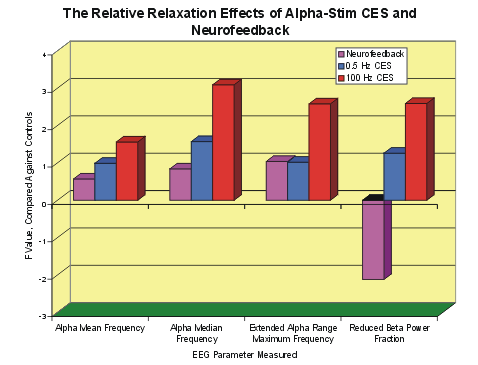 The Relative Relaxation Effects of Alpha-Stim CES and
Neurofeedback
Neurofeedback
0.5 Hz CES
100 Hz CES
F Value, Compared Against Controls
4
3
2
1
0
-1
-2
-3
Alpha Mean Frequency
Alpha Median
Frequency
Extended Alpha Range
Maximum Frequency
Reduced Beta Power
Fraction
EEG Parameter Measured